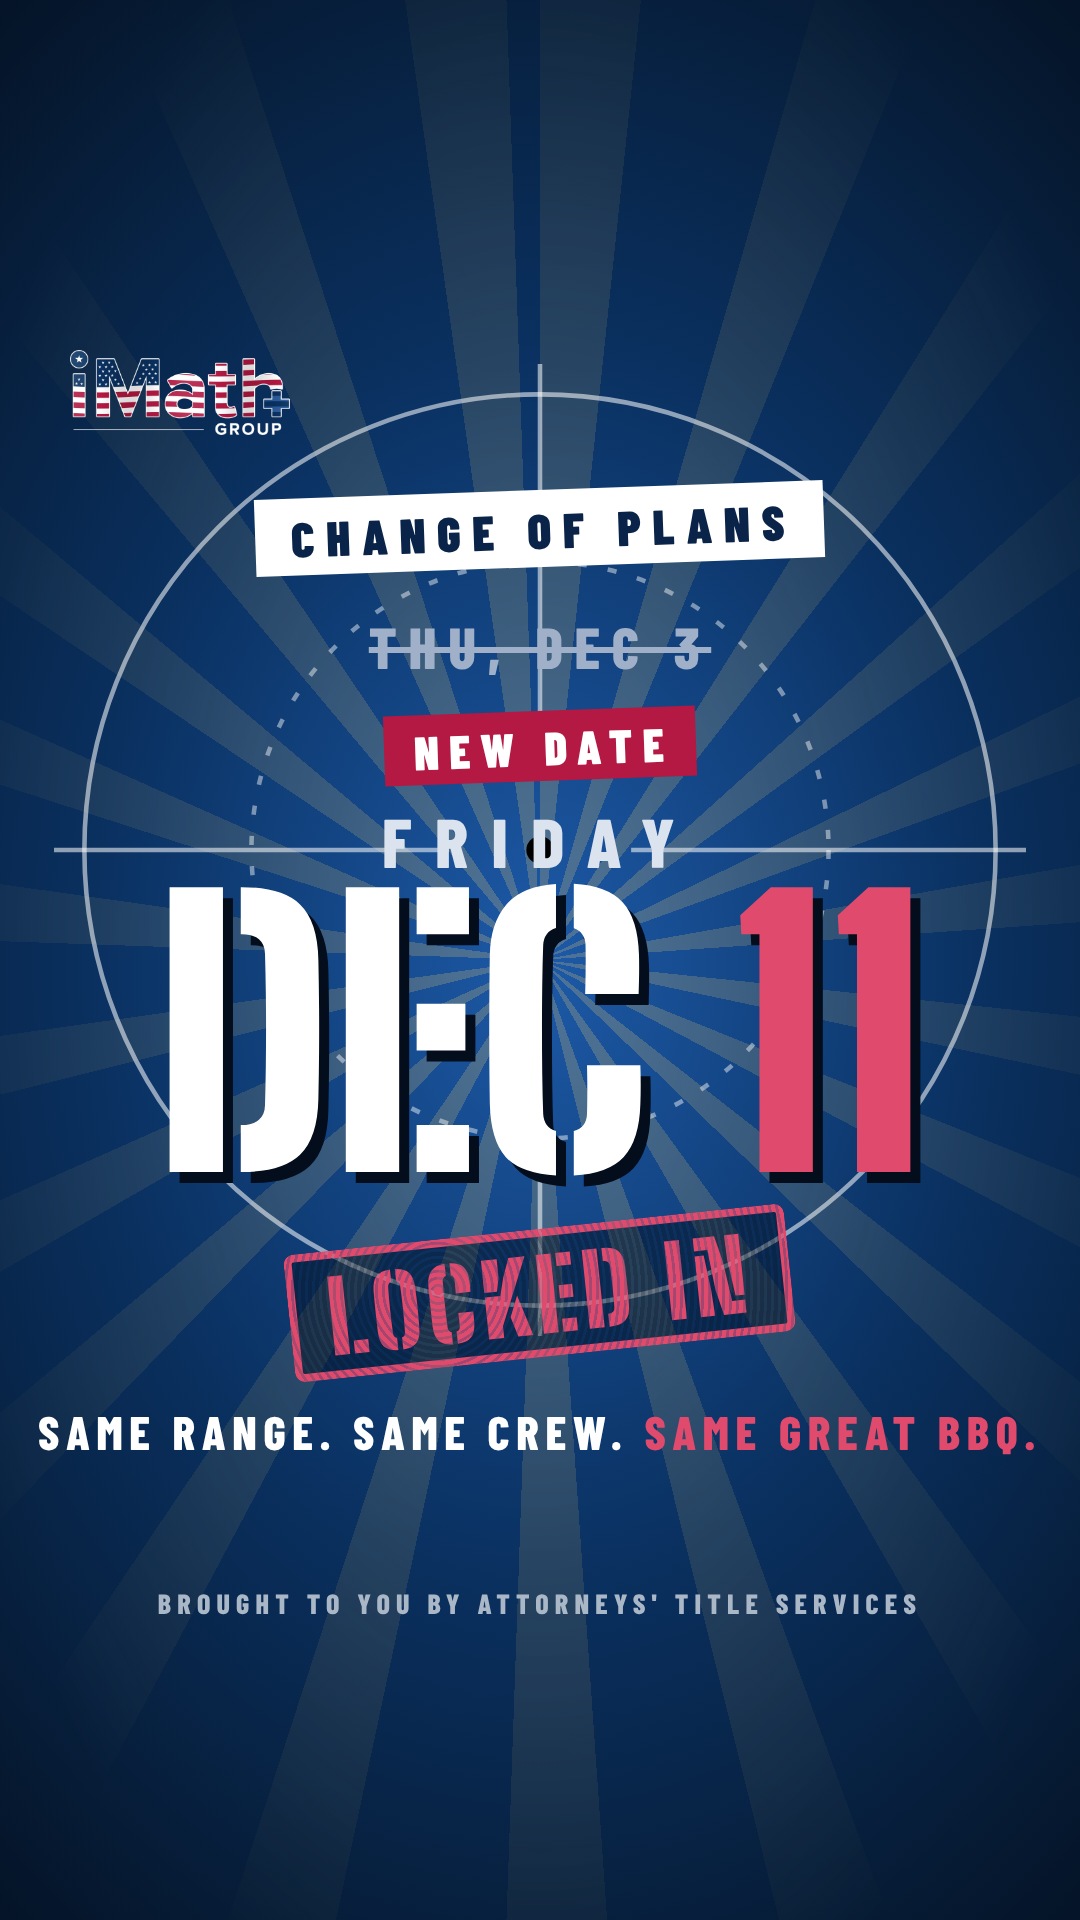 iMath+
GROUP
CHANGE OF PLANS
THU, DEC 3
NEW DATE
FRIDAY
DEC 11
LOCKED IN
SAME RANGE. SAME CREW. SAME GREAT BBQ.
BROUGHT TO YOU BY ATTORNEYS' TITLE SERVICES